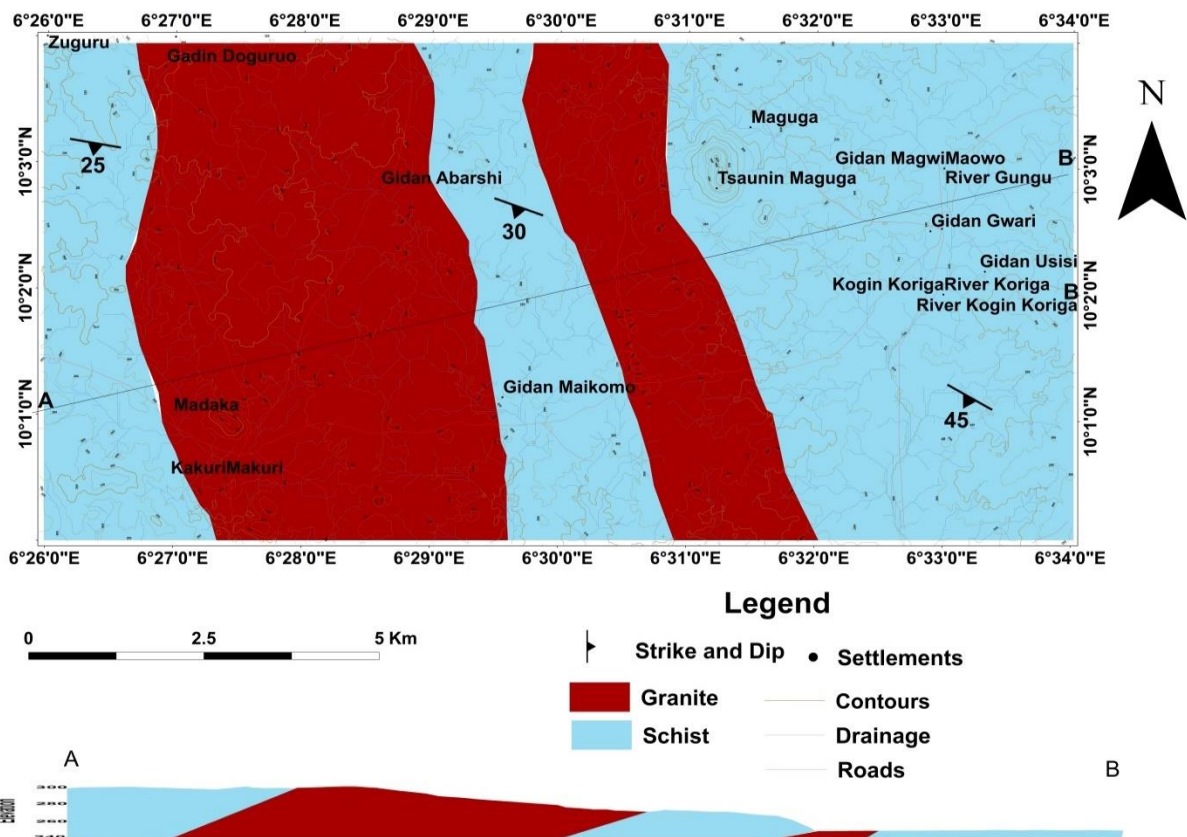 6°26'0"E 6°27'0"E 6°28'0"E 6°29'0"E 6°30'0"E 6°31'0"E 6°32'0"E 6°33'0"E 6°34'0"E
Zuguru
Gadin Doguruo
N
Maguga
10°3'0"N
25
Gidan MagwiMaowo
B
10°3'0"N
Gidan Abarshi
Tsaunin Maguga
River Gungu
30
Gidan Gwari
Gidan Usisi
10°2'0"N
Kogin KorigaRiver Koriga
B
10°2'0"N
River Kogin Koriga
A
Madaka
Gidan Maikomo
10°1'0"N
45
10°1'0"N
KakuriMakuri
6°26'0"E 6°27'0"E 6°28'0"E 6°29'0"E 6°30'0"E 6°31'0"E 6°32'0"E 6°33'0"E 6°34'0"E
Legend
0 2.5 5 Km
Strike and Dip
Settlements
Granite
Contours
Schist
Drainage
Roads
A
B
Elevation
300
280
260